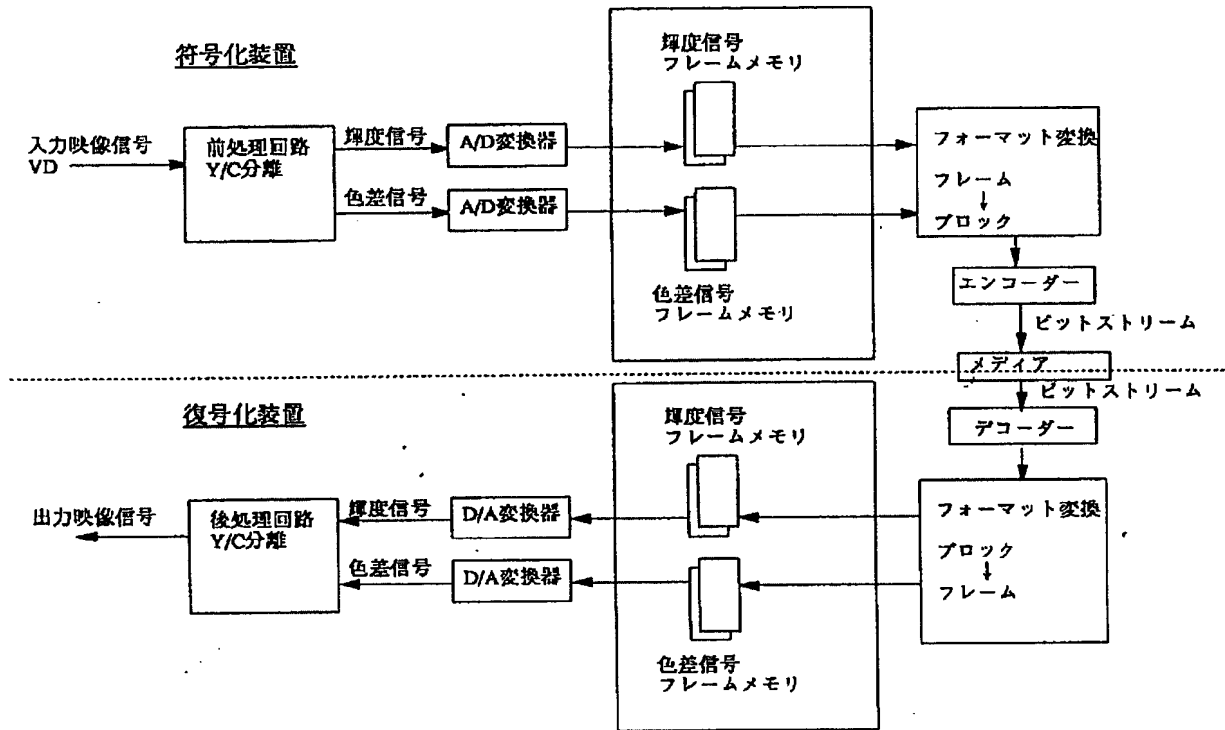 符号化装置
入力映像信号
VD
前処理回路
Y/C分離
輝度信号
色差信号
A/D変換器
A/D変換器
輝度信号
フレームメモリ
色差信号
フレームメモリ
フォーマット変換
フレーム
↓
ブロック
エンコーダー
ビットストリーム
メディア
ビットストリーム
復号化装置
デコーダー
フォーマット変換
ブロック
↓
フレーム
輝度信号
フレームメモリ
色差信号
フレームメモリ
D/A変換器
D/A変換器
輝度信号
色差信号
後処理回路
Y/C分離
出力映像信号